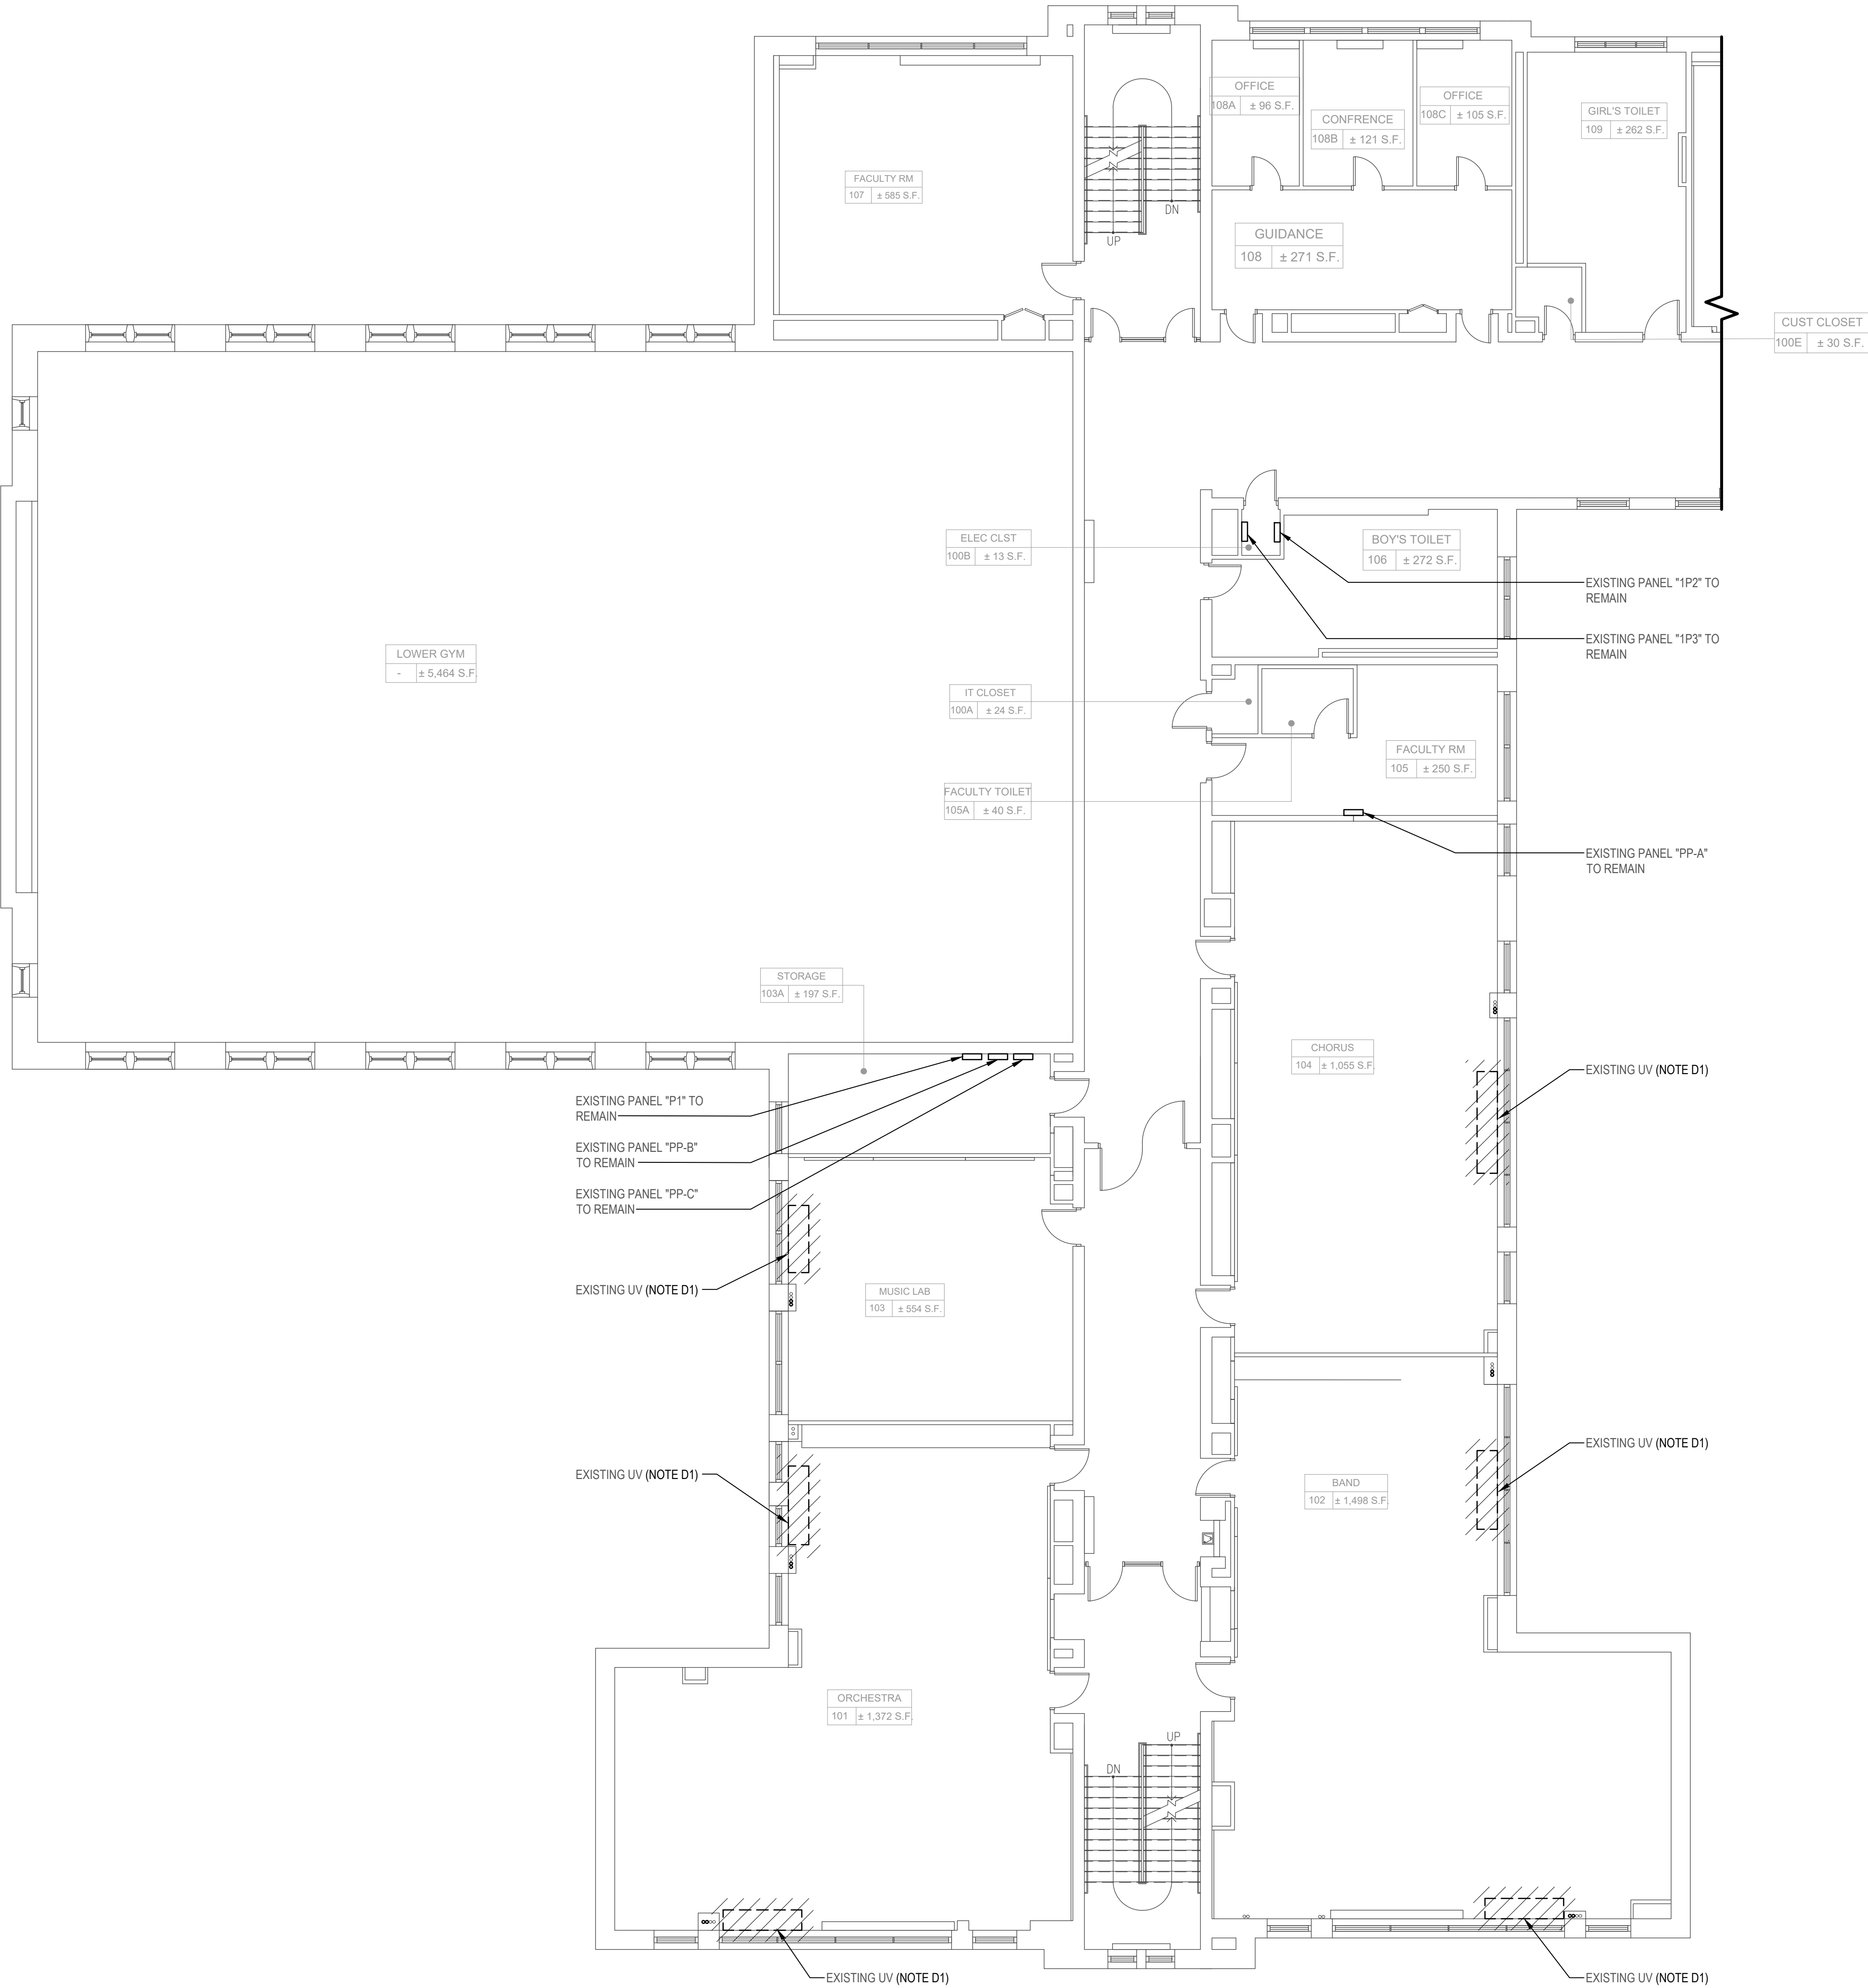 OFFICE
108A ± 96 S.F.
CONFRENCE
108B ± 121 S.F.
OFFICE
108C ± 105 S.F.
GIRL'S TOILET
109 ± 262 S.F.
FACULTY RM
107 ± 585 S.F.
DN
UP
GUIDANCE
108 ± 271 S.F.
CUST CLOSET
100E ± 30 S.F.
ELEC CLST
100B ± 13 S.F.
BOY'S TOILET
106 ± 272 S.F.
EXISTING PANEL "1P2" TO
REMAIN
EXISTING PANEL "1P3" TO
REMAIN
LOWER GYM
- ± 5,464 S.F.
IT CLOSET
100A ± 24 S.F.
FACULTY RM
105 ± 250 S.F.
FACULTY TOILET
105A ± 40 S.F.
EXISTING PANEL "PP-A"
TO REMAIN
STORAGE
103A ± 197 S.F.
CHORUS
104 ± 1,055 S.F.
EXISTING UV (NOTE D1)
EXISTING PANEL "P1" TO
REMAIN
EXISTING PANEL "PP-B"
TO REMAIN
EXISTING PANEL "PP-C"
TO REMAIN
EXISTING UV (NOTE D1)
MUSIC LAB
103 ± 554 S.F.
EXISTING UV (NOTE D1)
EXISTING UV (NOTE D1)
BAND
102 ± 1,498 S.F.
ORCHESTRA
101 ± 1,372 S.F.
UP
DN
EXISTING UV (NOTE D1)
EXISTING UV (NOTE D1)